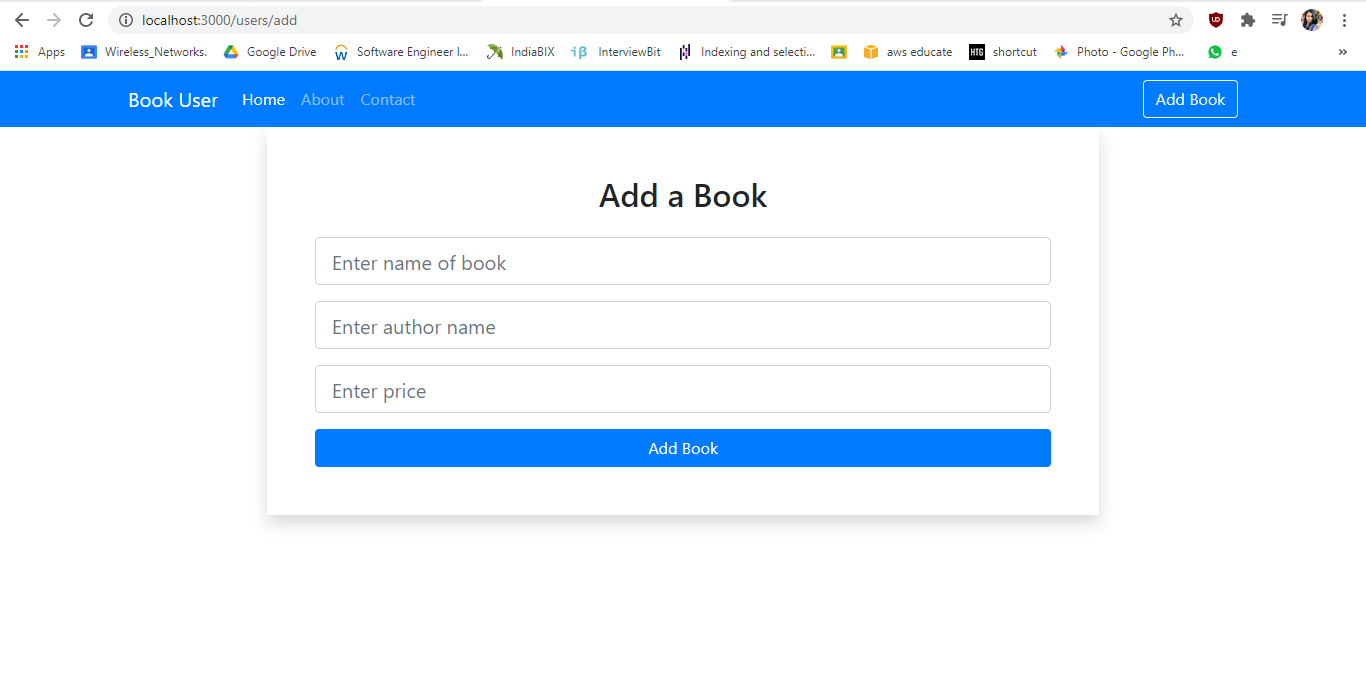 localhost:3000/users/add
UD
Apps Wireless_Networks. Google Drive W Software Engineer I... IndiaBIX iβ InterviewBit Indexing and selecti... aws educate HTG shortcut Photo - Google Ph... e »
Book User Home About Contact Add Book
Add a Book
Enter name of book
Enter author name
Enter price
Add Book